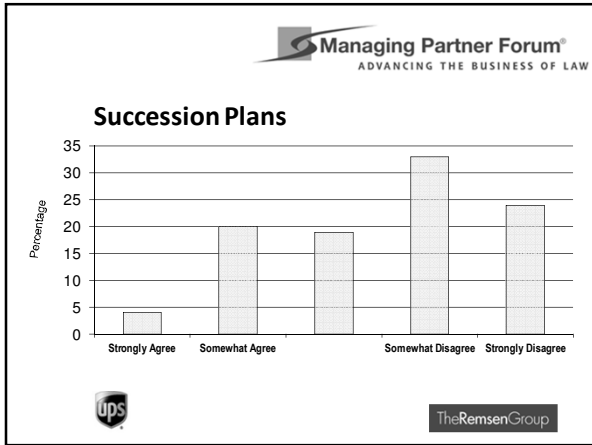 Managing Partner Forum®
ADVANCING THE BUSINESS OF LAW
Succession Plans
35
30
25
20
15
10
5
0
Percentage
Strongly Agree Somewhat Agree Somewhat Disagree Strongly Disagree
ups
TheRemsenGroup